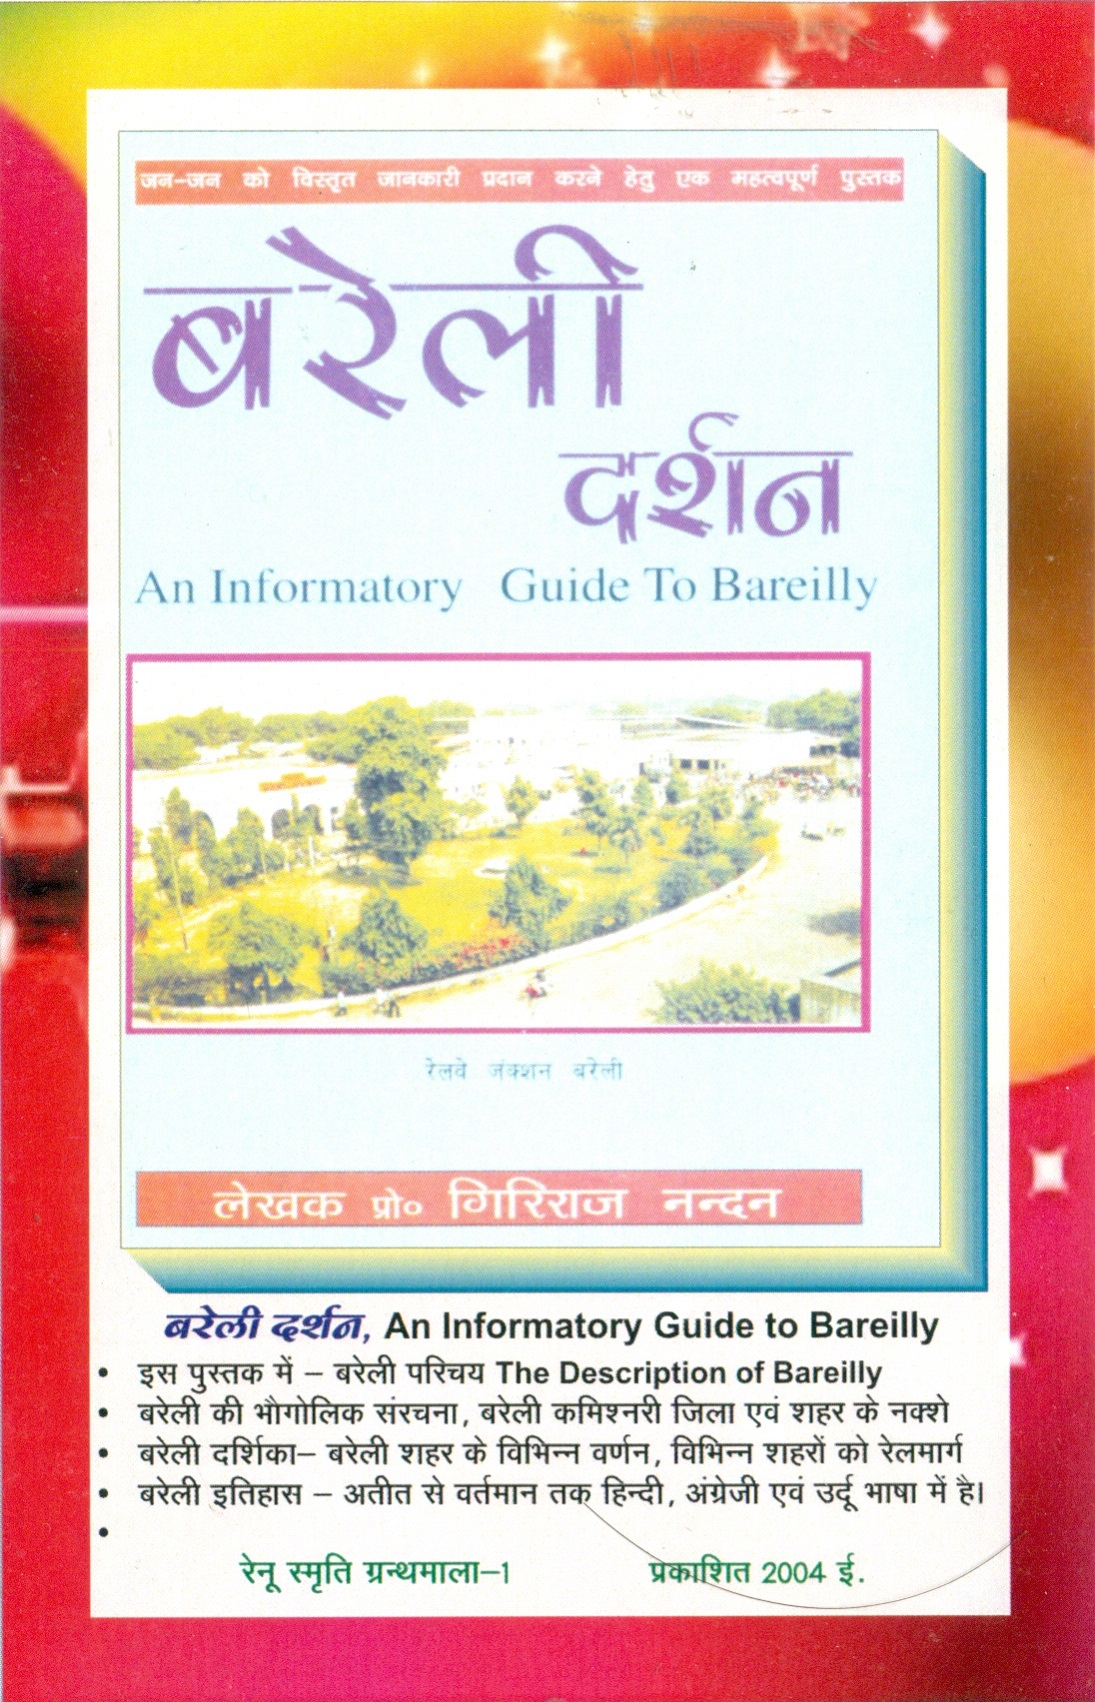 जन-जन को विस्तृत जानकारी प्रदान करने हेतु एक महत्वपूर्ण पुस्तक
बरेली
दर्शन
An Informatory Guide To Bareilly
रेलवे जंक्शन बरेली
लेखक प्रो० गिरिराज नन्दन
बरेली दर्शन, An Informatory Guide to Bareilly
• इस पुस्तक में – बरेली परिचय The Description of Bareilly
• बरेली की भौगोलिक संरचना, बरेली कमिश्नरी जिला एवं शहर के नक्शे
• बरेली दर्शिका– बरेली शहर के विभिन्न वर्णन, विभिन्न शहरों को रेलमार्ग
• बरेली इतिहास – अतीत से वर्तमान तक हिन्दी, अंग्रेजी एवं उर्दू भाषा में है।
•
रेनू स्मृति ग्रन्थमाला–1 प्रकाशित 2004 ई.